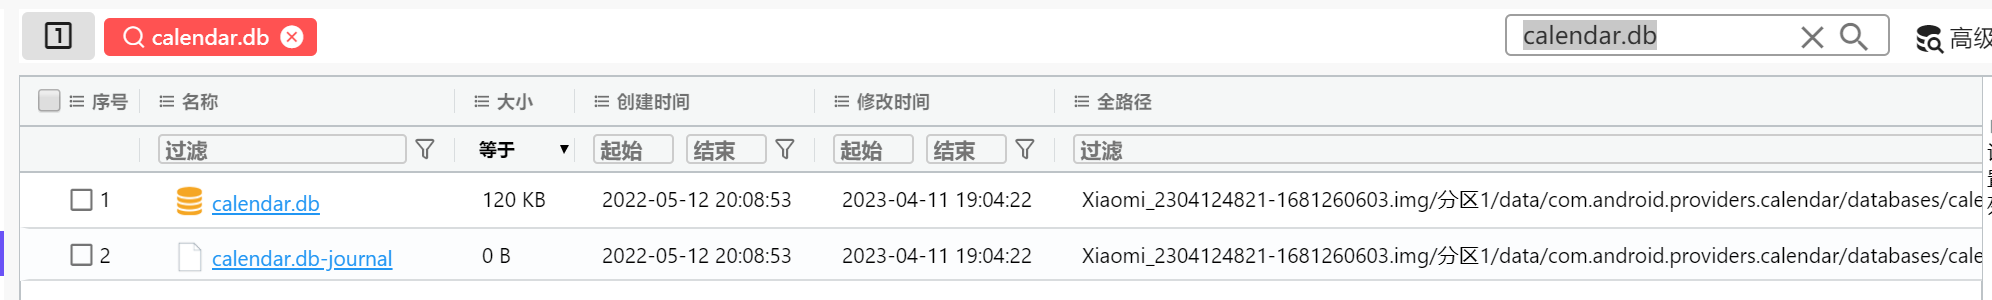 1 calendar.db calendar.db 高级
序号 名称 大小 创建时间 修改时间 全路径
过滤 等于 起始 结束 起始 结束 过滤
1 calendar.db 120 KB 2022-05-12 20:08:53 2023-04-11 19:04:22 Xiaomi_2304124821-1681260603.img/分区1/data/com.android.providers.calendar/databases/cale
2 calendar.db-journal 0 B 2022-05-12 20:08:53 2023-04-11 19:04:22 Xiaomi_2304124821-1681260603.img/分区1/data/com.android.providers.calendar/databases/cale